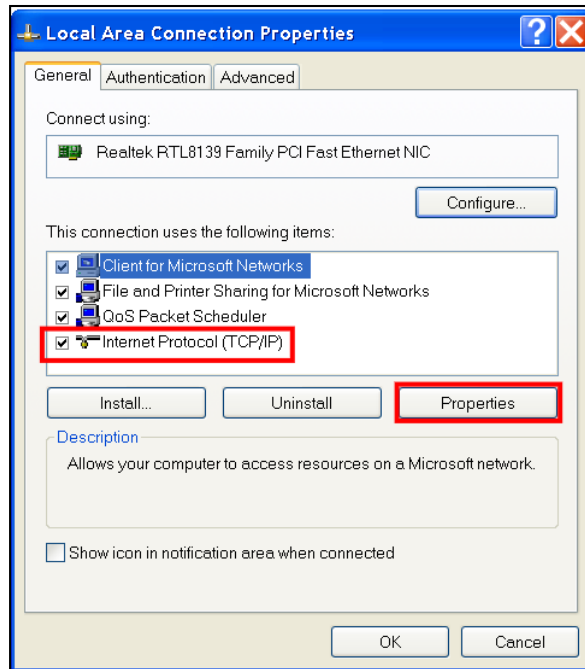 Local Area Connection Properties
General Authentication Advanced
Connect using:
Realtek RTL8139 Family PCI Fast Ethernet NIC
Configure...
This connection uses the following items:
Client for Microsoft Networks
File and Printer Sharing for Microsoft Networks
QoS Packet Scheduler
Internet Protocol (TCP/IP)
Install... Uninstall Properties
Description
Allows your computer to access resources on a Microsoft network.
Show icon in notification area when connected
OK Cancel